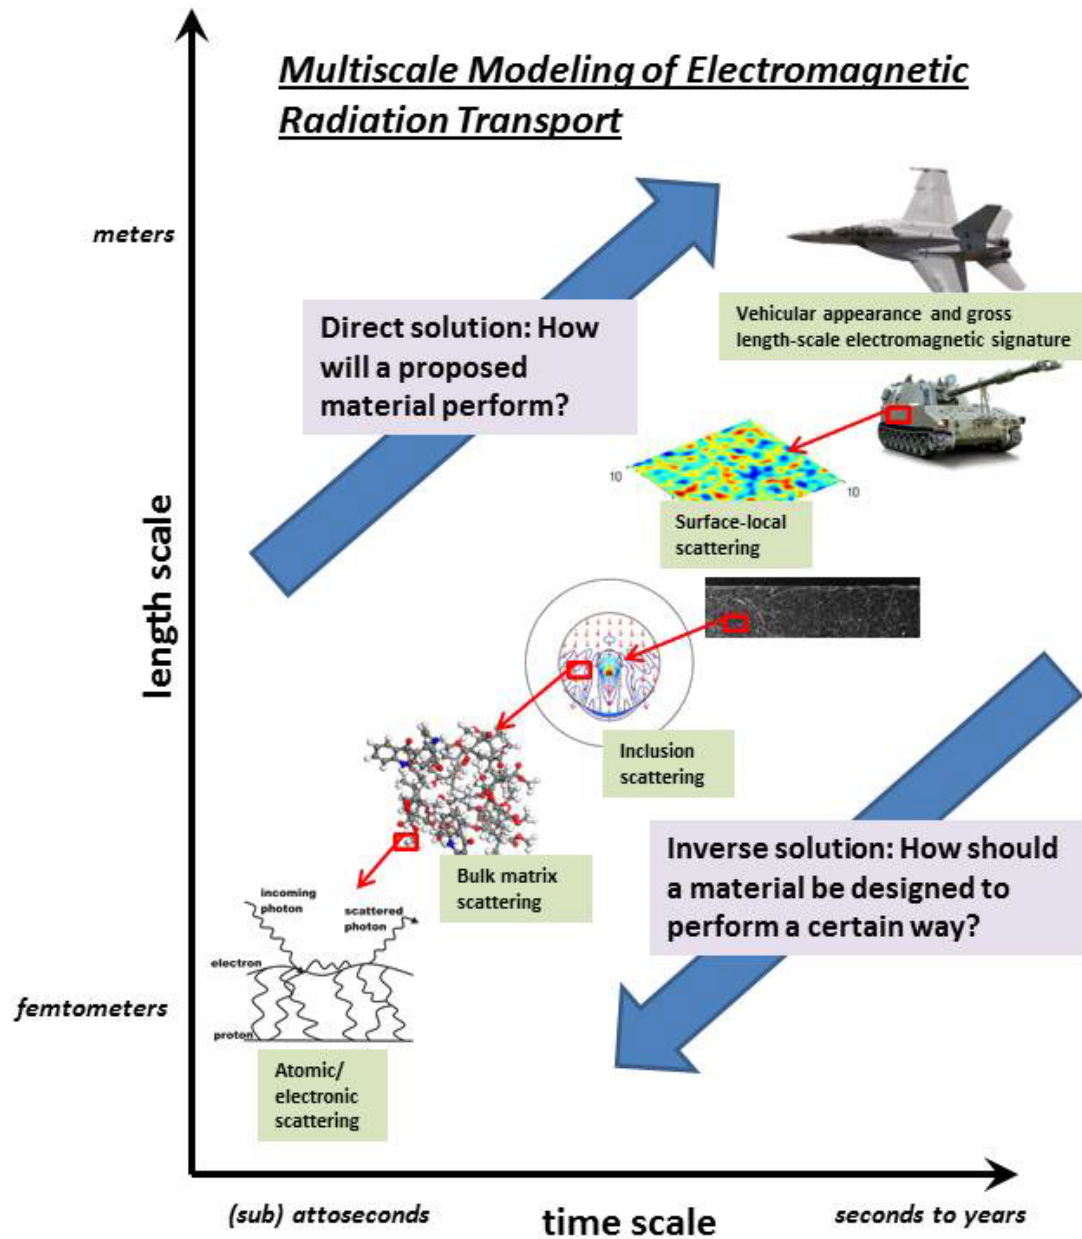 Multiscale Modeling of Electromagnetic
Radiation Transport
meters
Vehicular appearance and gross
length-scale electromagnetic signature
Direct solution: How
will a proposed
material perform?
10
10
Surface-local
scattering
length scale
Inclusion
scattering
Bulk matrix
scattering
Inverse solution: How should
a material be designed to
perform a certain way?
incoming
photon
scattered
photon
electron
femtometers
proton
Atomic/
electronic
scattering
(sub) attoseconds
time scale
seconds to years